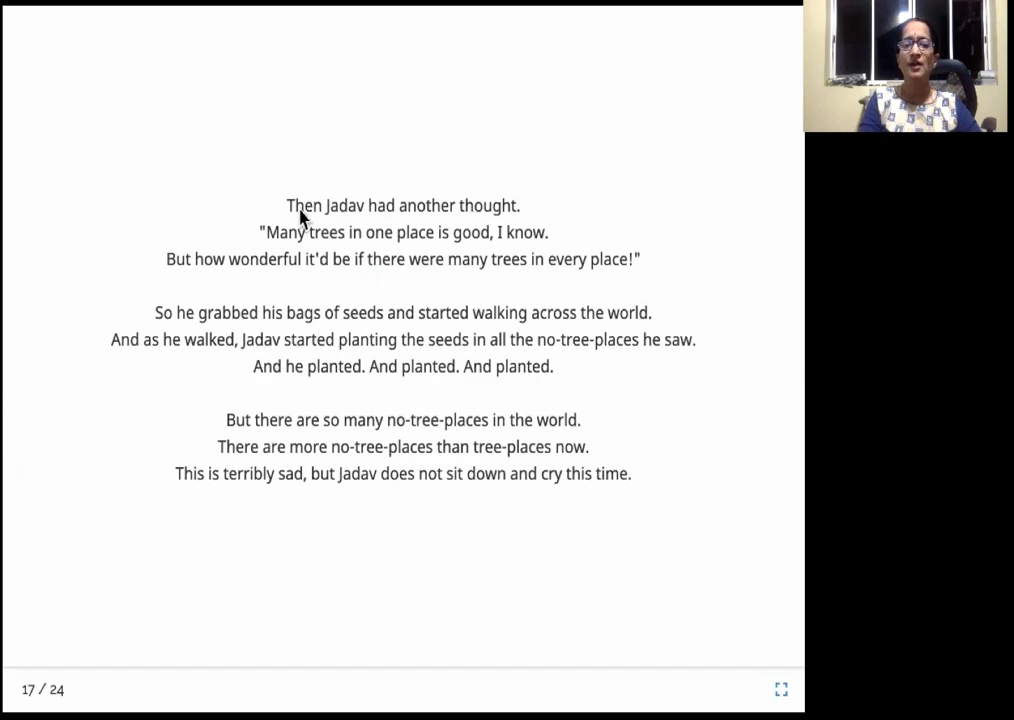 Then Jadav had another thought.
"Many trees in one place is good, I know.
But how wonderful it'd be if there were many trees in every place!"
So he grabbed his bags of seeds and started walking across the world.
And as he walked, Jadav started planting the seeds in all the no-tree-places he saw.
And he planted. And planted. And planted.
But there are so many no-tree-places in the world.
There are more no-tree-places than tree-places now.
This is terribly sad, but Jadav does not sit down and cry this time.
17 / 24